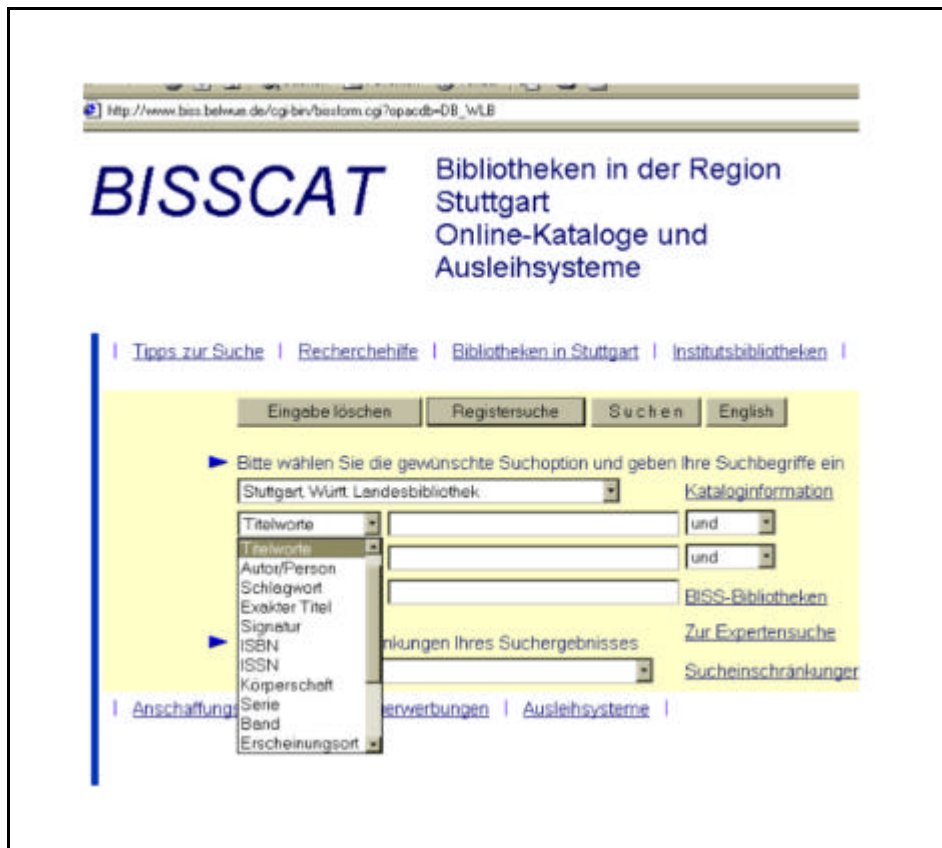 http://www.biss.belwue.de/cgi-bin/bissform.cgi?opacdb=DB_WLB
BISSCAT
Bibliotheken in der Region
Stuttgart
Online-Kataloge und
Ausleihsysteme
| Tipps zur Suche | Recherchehilfe | Bibliotheken in Stuttgart | Institutsbibliotheken |
Eingabe löschen Registersuche Suchen English
Bitte wählen Sie die gewünschte Suchoption und geben Ihre Suchbegriffe ein
Stuttgart, Württ. Landesbibliothek Kataloginformation
Titelworte und
Titelworte und
Autor/Person
Schlagwort
Exakter Titel BISS-Bibliotheken
Signatur Zur Expertensuche
ISBN nkungen Ihres Suchergebnisses
ISSN Sucheinschränkunger
Körperschaft
Serie
| Anschaffungs erwerbungen | Ausleihsysteme |
Band
Erscheinungsort